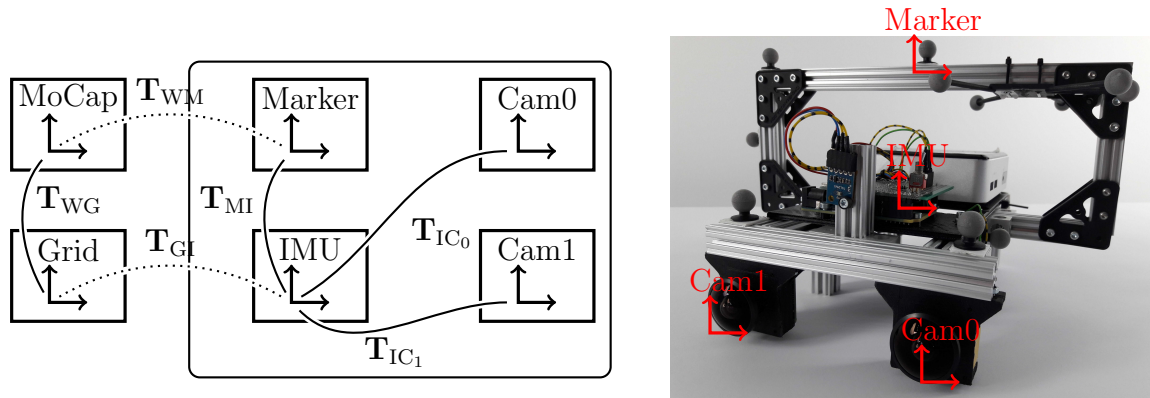 MoCap
T_WM
Marker
Cam0
T_WG
T_MI
Grid
T_GI
IMU
T_IC₀
Cam1
T_IC₁
Marker
IMU
Cam1
Cam0